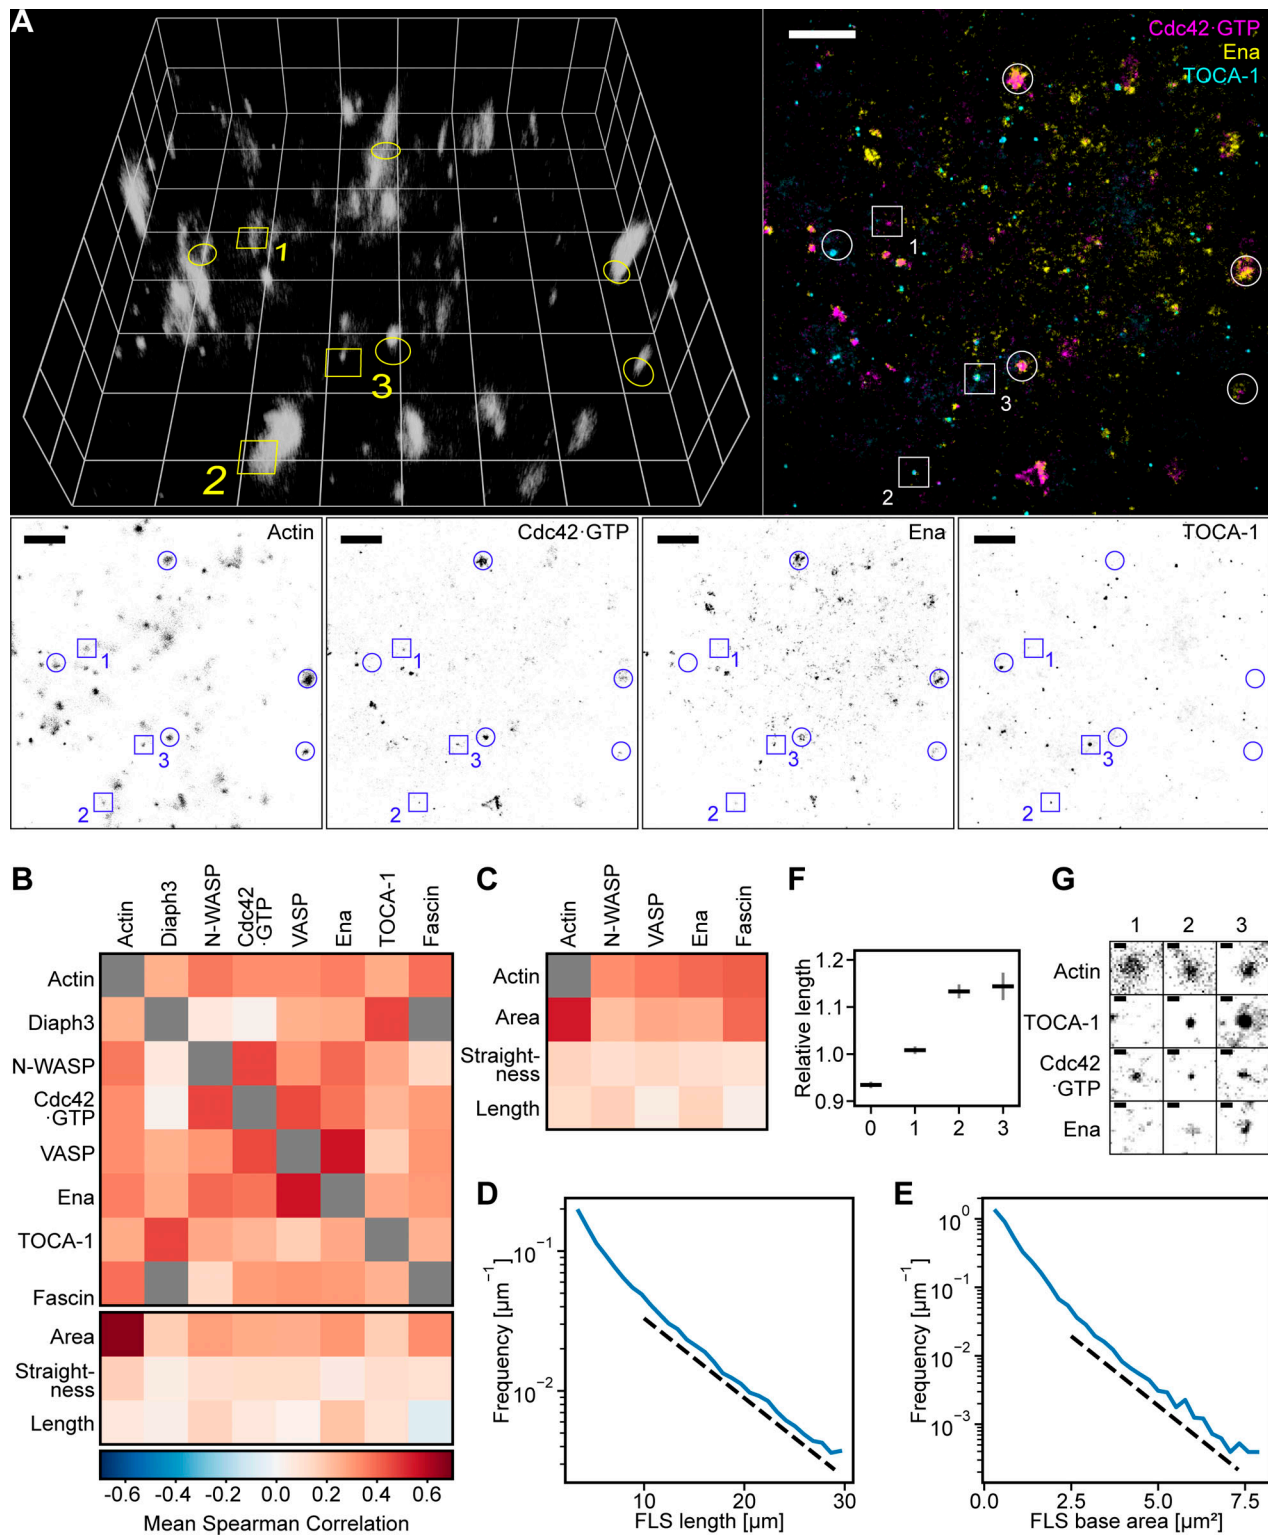 A
Cdc42·GTP
Ena
TOCA-1
1
2
3
1
2
3
Actin
1
2
3
Cdc42·GTP
1
2
3
Ena
1
2
3
TOCA-1
1
2
3
B
Actin
Diaph3
N-WASP
Cdc42
·GTP
VASP
Ena
TOCA-1
Fascin
Actin
Diaph3
N-WASP
Cdc42
·GTP
VASP
Ena
TOCA-1
Fascin
Area
Straight-
ness
Length
-0.6 -0.4 -0.2 0.0 0.2 0.4 0.6
Mean Spearman Correlation
C
Actin
N-WASP
VASP
Ena
Fascin
Actin
Area
Straight-
ness
Length
F
Relative length
1.2
1.1
1.0
0.9
0 1 2 3
G
1 2 3
Actin
TOCA-1
Cdc42
·GTP
Ena
D
Frequency [µm⁻¹]
10⁻¹
10⁻²
10 20 30
FLS length [µm]
E
Frequency [µm⁻¹]
10⁰
10⁻¹
10⁻²
10⁻³
0.0 2.5 5.0 7.5
FLS base area [µm²]